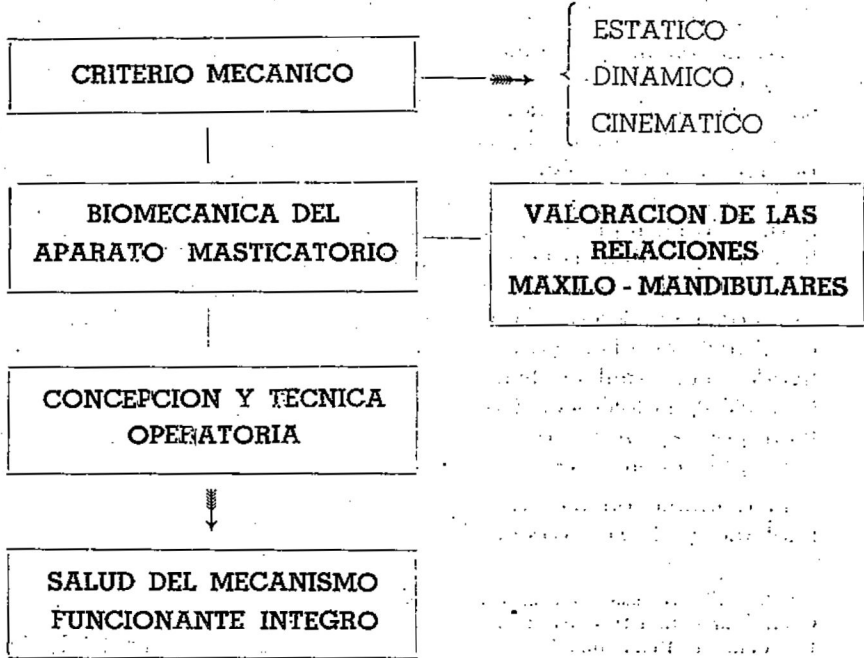 CRITERIO MECANICO
ESTATICO
DINAMICO
CINEMATICO
BIOMECANICA DEL
APARATO MASTICATORIO
VALORACION DE LAS
RELACIONES
MAXILO - MANDIBULARES
CONCEPCION Y TECNICA
OPERATORIA
SALUD DEL MECANISMO
FUNCIONANTE INTEGRO